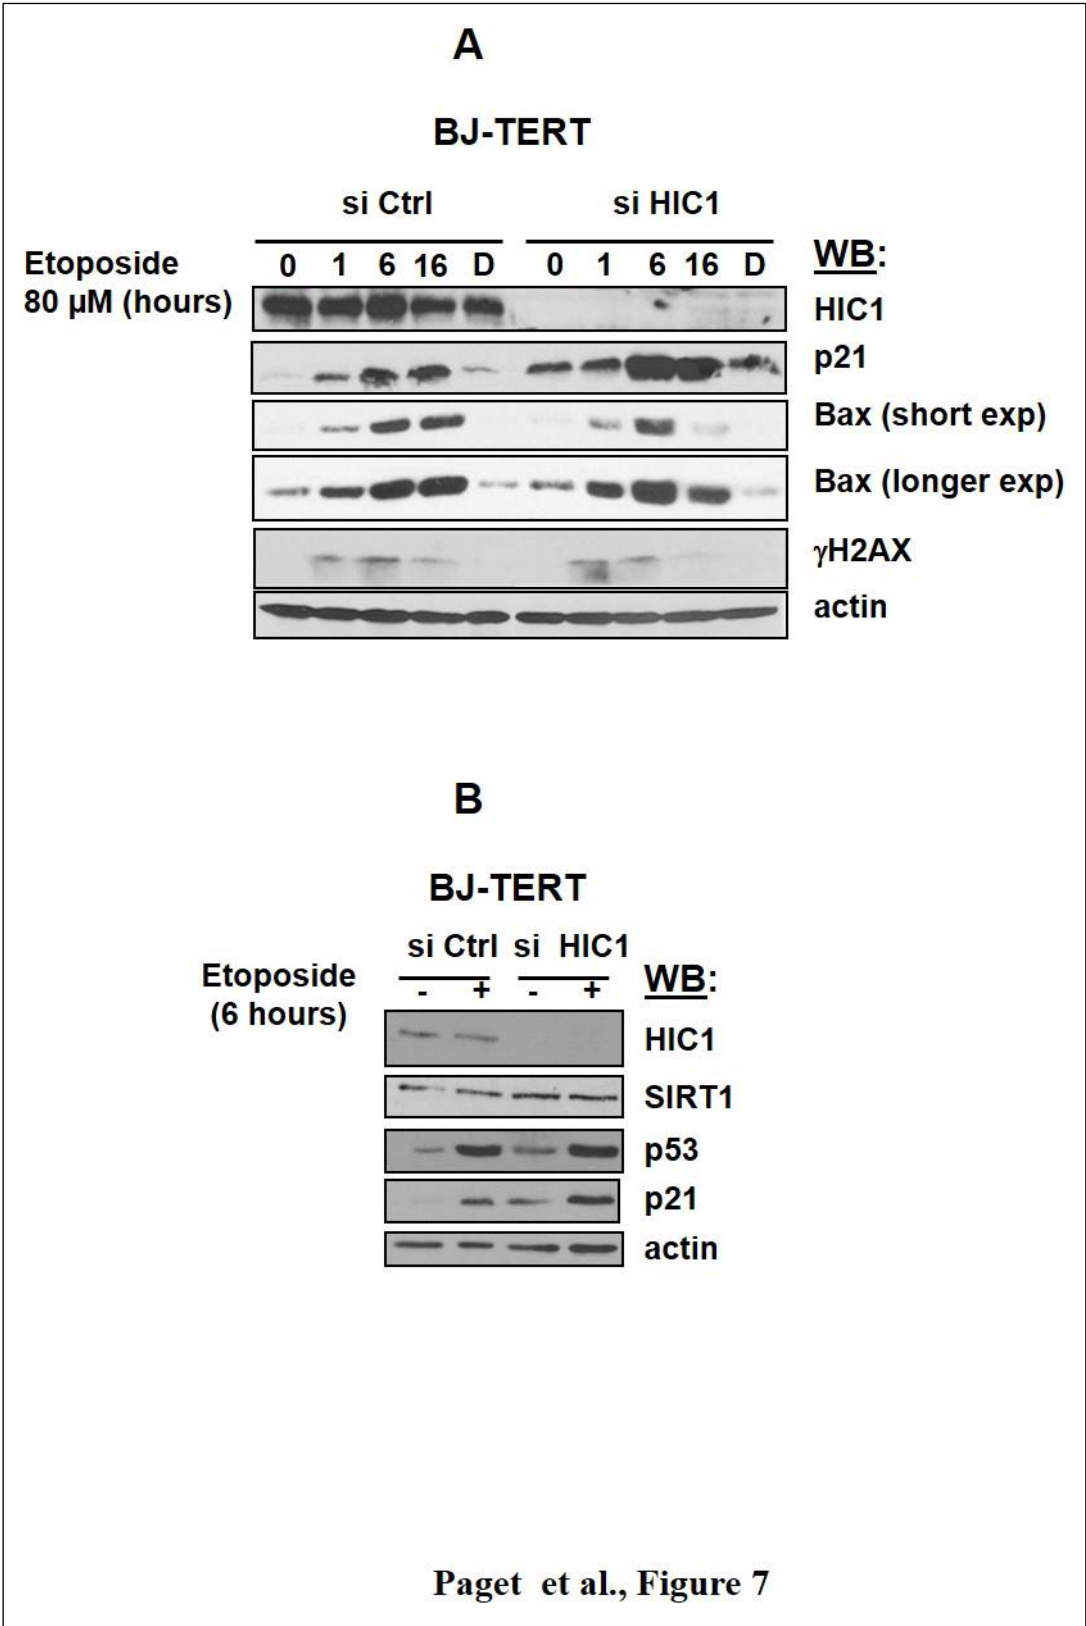 A
BJ-TERT
si Ctrl si HIC1
Etoposide
80 µM (hours)
0 1 6 16 D 0 1 6 16 D
WB:
HIC1
p21
Bax (short exp)
Bax (longer exp)
γH2AX
actin
B
BJ-TERT
si Ctrl si HIC1
Etoposide
(6 hours)
- + - +
WB:
HIC1
SIRT1
p53
p21
actin
Paget et al., Figure 7